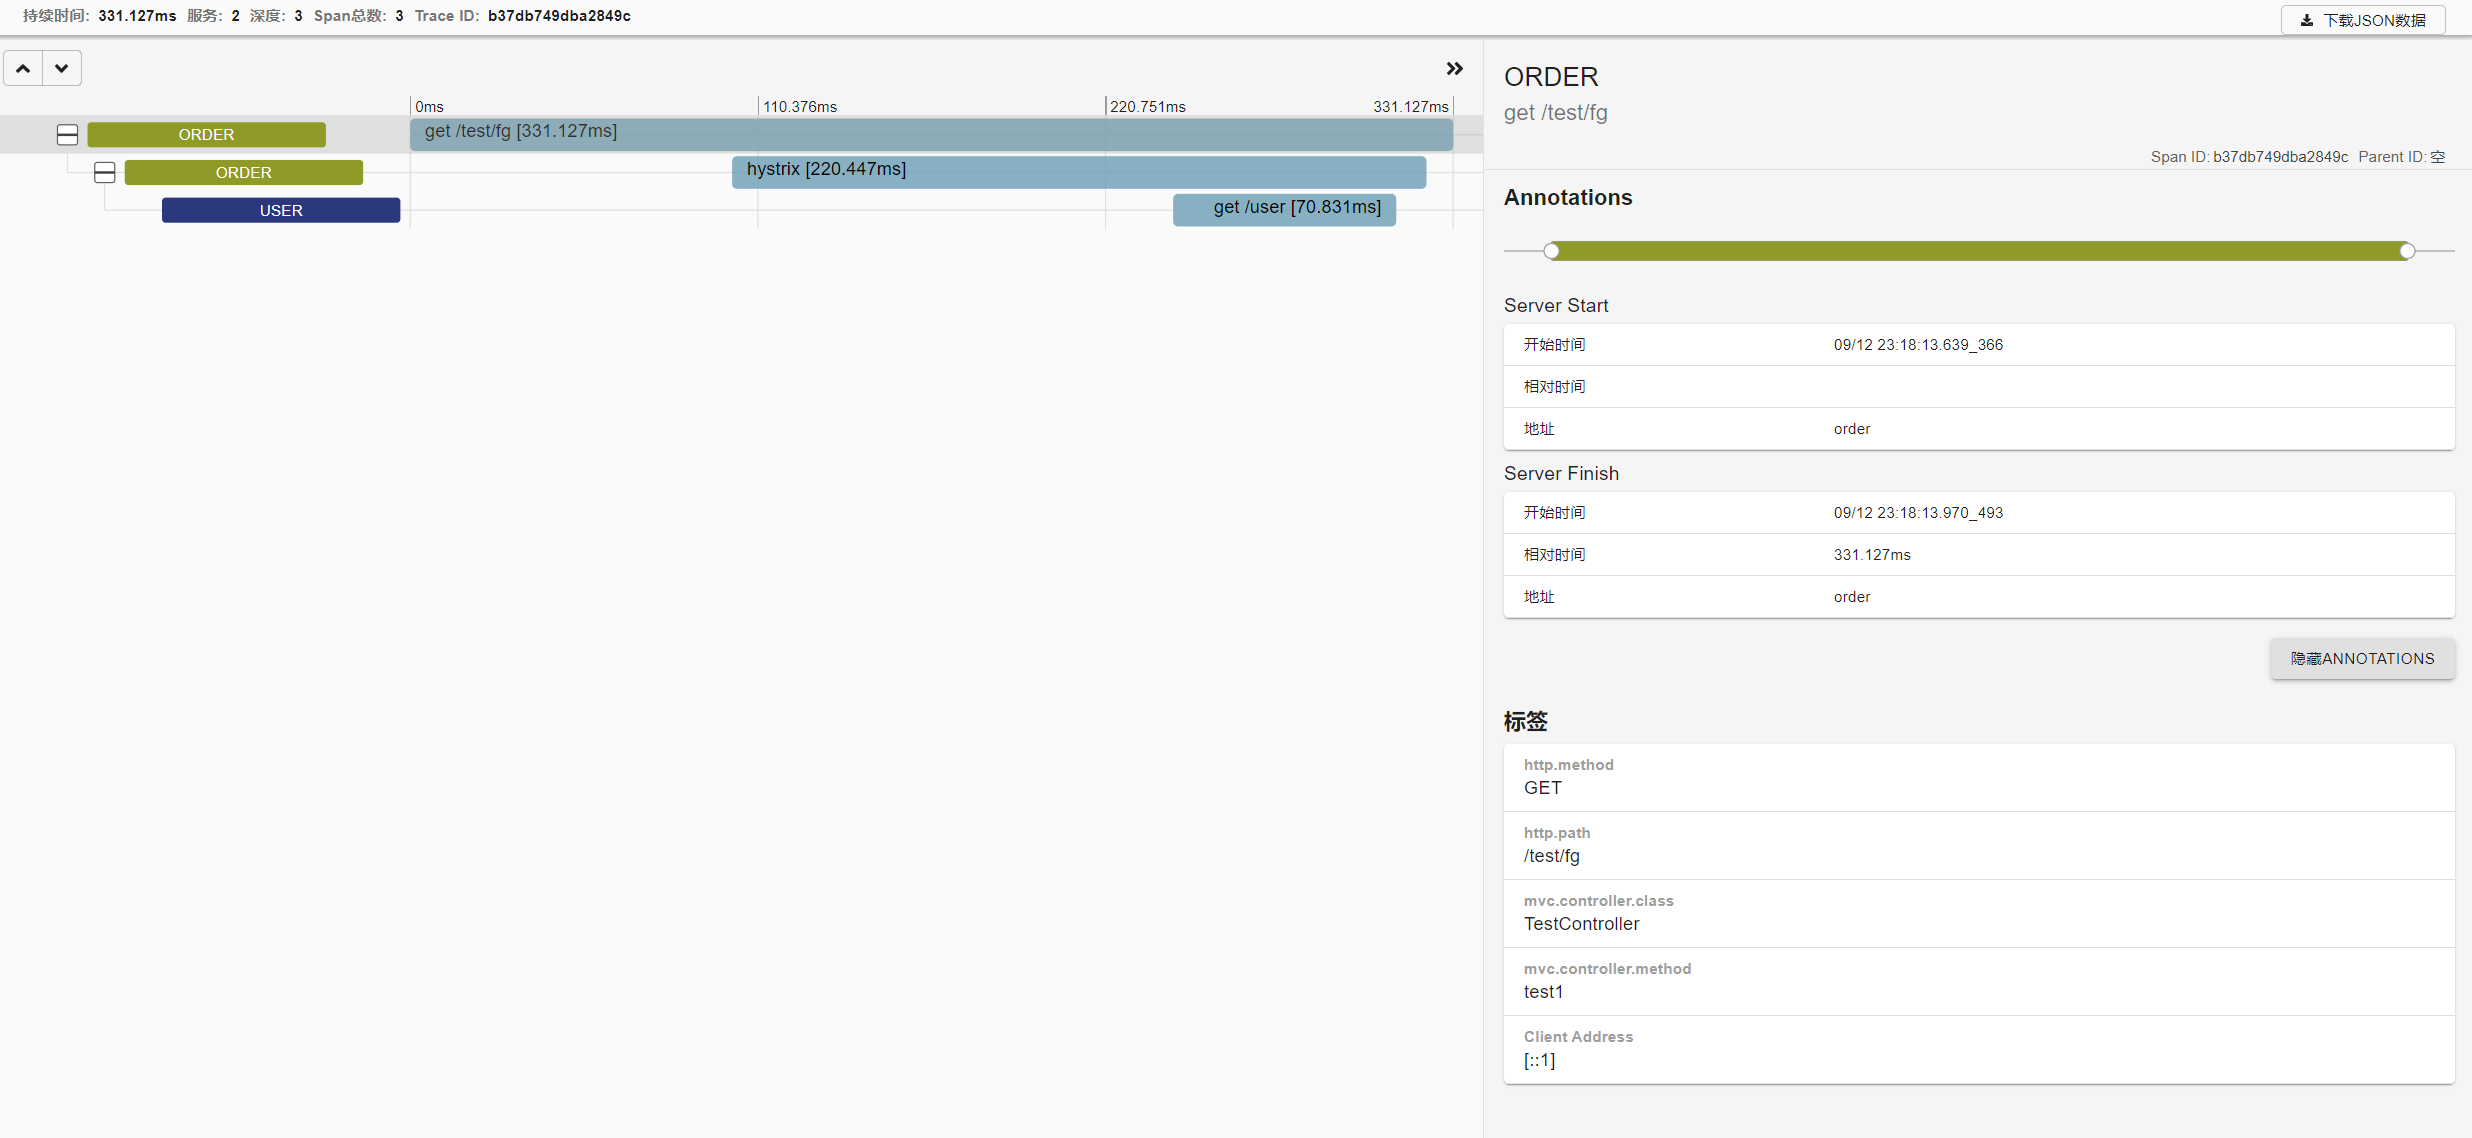 持续时间: 331.127ms 服务: 2 深度: 3 Span总数: 3 Trace ID: b37db749dba2849c
下载JSON数据
0ms 110.376ms 220.751ms 331.127ms
ORDER get /test/fg [331.127ms]
ORDER hystrix [220.447ms]
USER get /user [70.831ms]
ORDER
get /test/fg
Span ID: b37db749dba2849c Parent ID: 空
Annotations
Server Start
开始时间 09/12 23:18:13.639_366
相对时间
地址 order
Server Finish
开始时间 09/12 23:18:13.970_493
相对时间 331.127ms
地址 order
隐藏ANNOTATIONS
标签
http.method
GET
http.path
/test/fg
mvc.controller.class
TestController
mvc.controller.method
test1
Client Address
[::1]